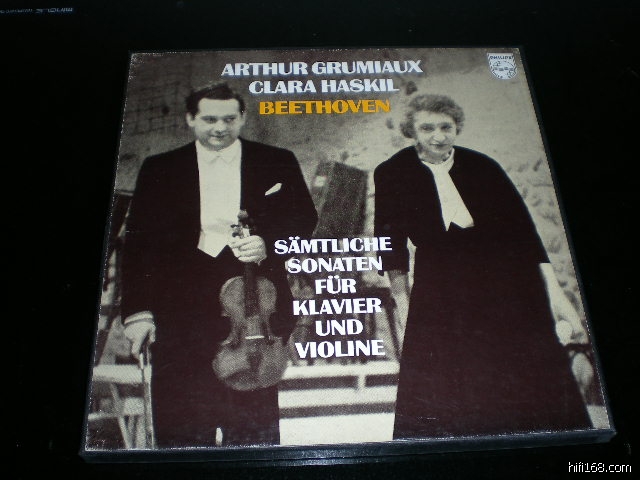 ARTHUR GRUMIAUX
CLARA HASKIL
BEETHOVEN
PHILIPS
SÄMTLICHE
SONATEN
FÜR
KLAVIER
UND
VIOLINE
hifi168.com